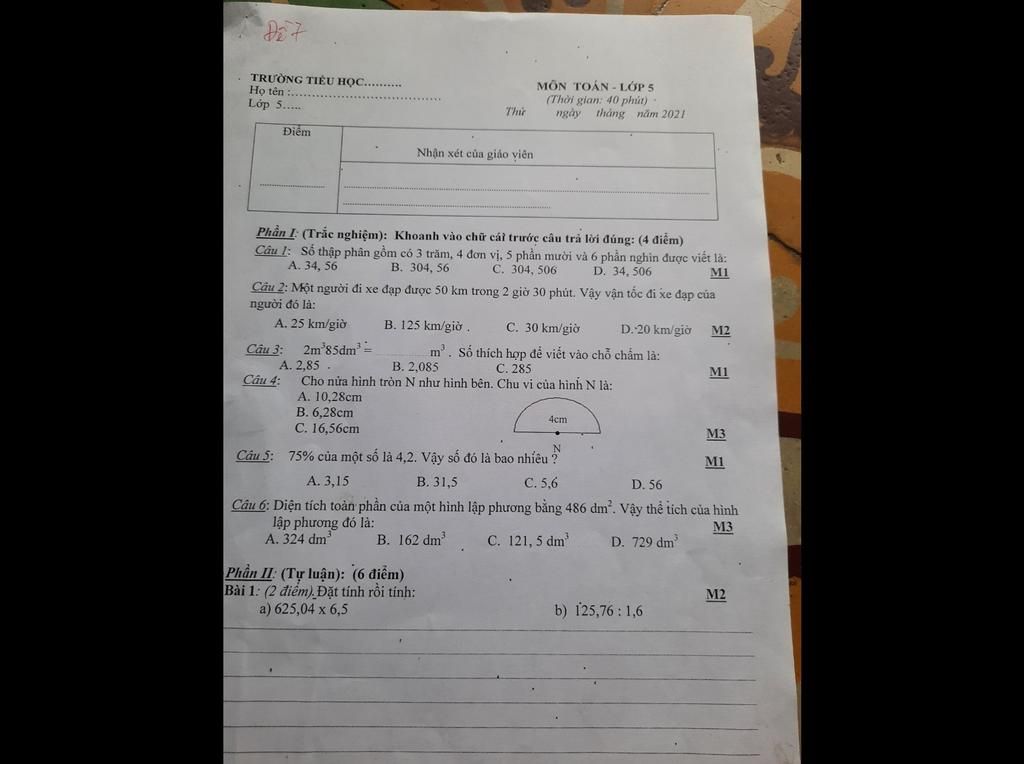 Đề 7
TRƯỜNG TIỂU HỌC..........
Họ tên :......................................
Lớp 5.....
MÔN TOÁN - LỚP 5
(Thời gian: 40 phút)
Thứ ngày tháng năm 2021
Điểm
Nhận xét của giáo viên
Phần I: (Trắc nghiệm): Khoanh vào chữ cái trước câu trả lời đúng: (4 điểm)
Câu 1: Số thập phân gồm có 3 trăm, 4 đơn vị, 5 phần mười và 6 phần nghìn được viết là:
A. 34, 56 B. 304, 56 C. 304, 506 D. 34, 506 M1
Câu 2: Một người đi xe đạp được 50 km trong 2 giờ 30 phút. Vậy vận tốc đi xe đạp của
người đó là:
A. 25 km/giờ B. 125 km/giờ . C. 30 km/giờ D. 20 km/giờ M2
Câu 3: 2m³85dm³ = .............. m³ . Số thích hợp để viết vào chỗ chấm là:
A. 2,85 . B. 2,085 C. 285 M1
Câu 4: Cho nửa hình tròn N như hình bên. Chu vi của hình N là:
A. 10,28cm
B. 6,28cm
C. 16,56cm
4cm
N
M3
Câu 5: 75% của một số là 4,2. Vậy số đó là bao nhiêu ? M1
A. 3,15 B. 31,5 C. 5,6 D. 56
Câu 6: Diện tích toàn phần của một hình lập phương bằng 486 dm². Vậy thể tích của hình
lập phương đó là: M3
A. 324 dm³ B. 162 dm³ C. 121, 5 dm³ D. 729 dm³
Phần II: (Tự luận): (6 điểm)
Bài 1: (2 điểm) Đặt tính rồi tính: M2
a) 625,04 x 6,5 b) 125,76 : 1,6